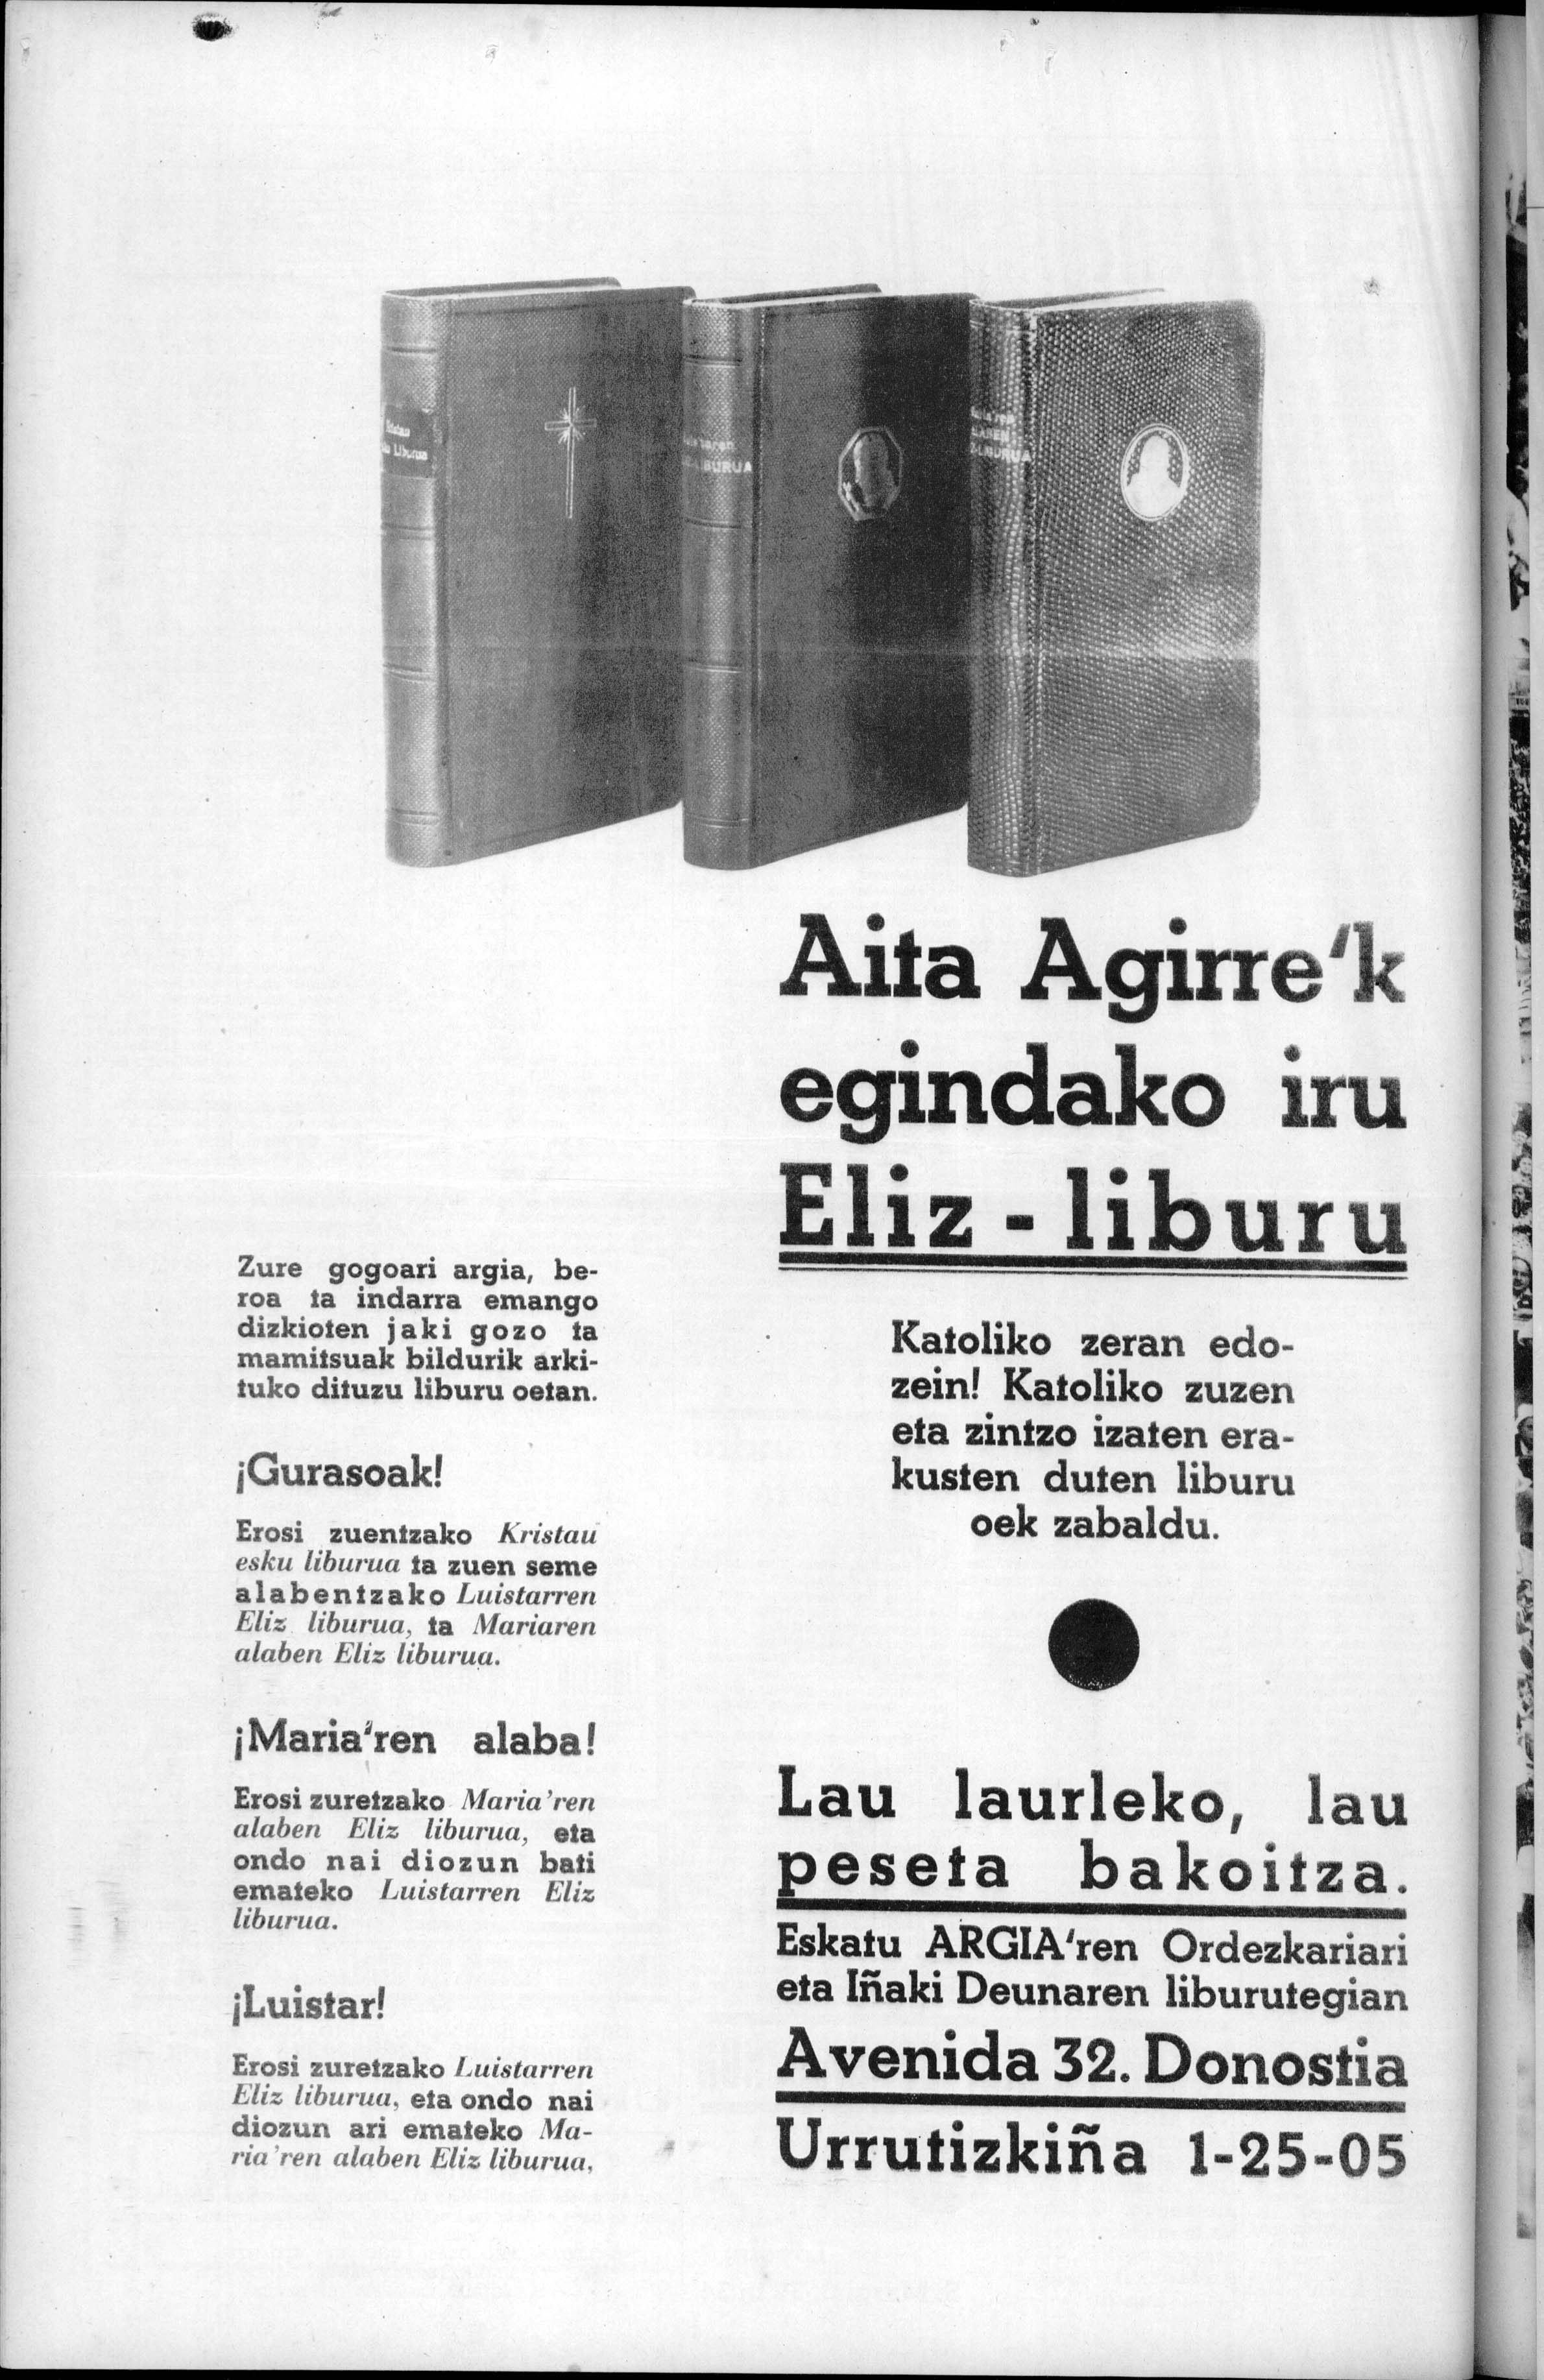 Liburua
BURUA
Aita Agirre'k
egindako iru
Eliz - liburu
Zure gogoari argia, be-
roa ta indarra emango
dizkioten jaki gozo ta
mamitsuak bildurik arki-
tuko dituzu liburu oetan.
¡Gurasoak!
Erosi zuentzako Kristau
esku liburua ta zuen seme
alabentzako Luistarren
Eliz liburua, ta Mariaren
alaben Eliz liburua.
¡Maria'ren alaba!
Erosi zuretzako Maria'ren
alaben Eliz liburua, eta
ondo nai diozun bati
emateko Luistarren Eliz
liburua.
¡Luistar!
Erosi zuretzako Luistarren
Eliz liburua, eta ondo nai
diozun ari emateko Ma-
ria'ren alaben Eliz liburua,
Katoliko zeran edo-
zein! Katoliko zuzen
eta zintzo izaten era-
kusten duten liburu
oek zabaldu.
Lau laurleko, lau
peseta bakoitza.
Eskatu ARGIA'ren Ordezkariari
eta Iñaki Deunaren liburutegian
Avenida 32. Donostia
Urrutizkiña 1-25-05